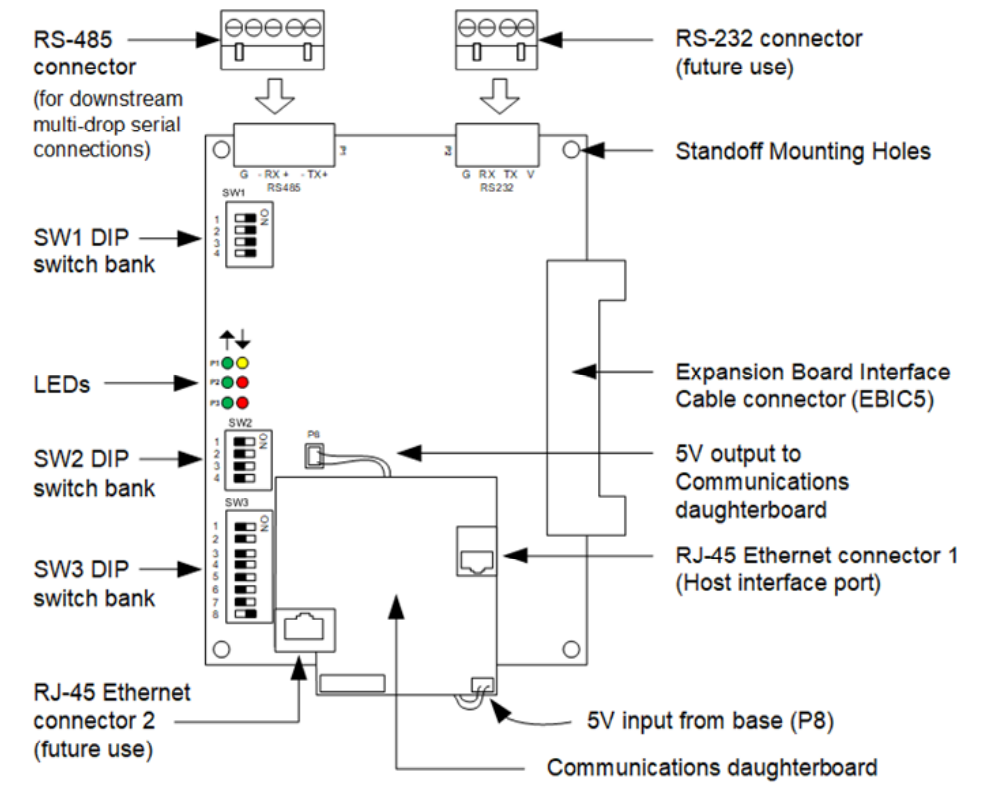 RS-485
connector
(for downstream
multi-drop serial
connections)
RS-232 connector
(future use)
Standoff Mounting Holes
G - RX + - TX+
RS485
G RX TX V
RS232
SW1
ON
1
2
3
4
SW1 DIP
switch bank
P1
P2
P3
LEDs
Expansion Board Interface
Cable connector (EBIC5)
SW2
ON
1
2
3
4
SW2 DIP
switch bank
P8
5V output to
Communications
daughterboard
SW3
ON
1
2
3
4
5
6
7
8
SW3 DIP
switch bank
RJ-45 Ethernet connector 1
(Host interface port)
RJ-45 Ethernet
connector 2
(future use)
5V input from base (P8)
Communications daughterboard